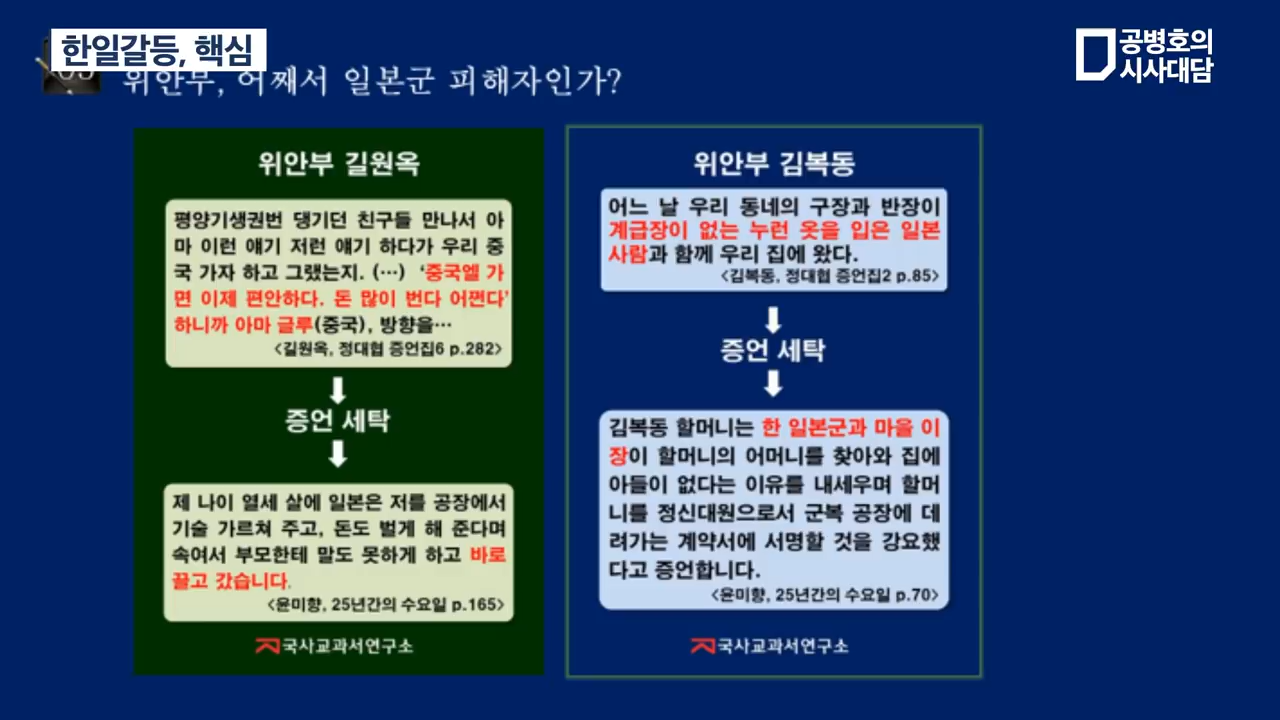 한일갈등, 핵심
공병호의
시사대담
위안부, 어째서 일본군 피해자인가?
위안부 길원옥
평양기생권번 댕기던 친구들 만나서 아
마 이런 얘기 저런 얘기 하다가 우리 중
국 가자 하고 그랬는지. (…) ‘중국엘 가
면 이제 편안하다. 돈 많이 번다 어쩐다’
하니까 아마 글루(중국), 방향을…
<길원옥, 정대협 증언집6 p.282>
증언 세탁
제 나이 열세 살에 일본은 저를 공장에서
기술 가르쳐 주고, 돈도 벌게 해 준다며
속여서 부모한테 말도 못하게 하고 바로
끌고 갔습니다.
<윤미향, 25년간의 수요일 p.165>
국사교과서연구소
위안부 김복동
어느 날 우리 동네의 구장과 반장이
계급장이 없는 누런 옷을 입은 일본
사람과 함께 우리 집에 왔다.
<김복동, 정대협 증언집2 p.85>
증언 세탁
김복동 할머니는 한 일본군과 마을 이
장이 할머니의 어머니를 찾아와 집에
아들이 없다는 이유를 내세우며 할머
니를 정신대원으로서 군복 공장에 데
려가는 계약서에 서명할 것을 강요했
다고 증언합니다.
<윤미향, 25년간의 수요일 p.70>
국사교과서연구소